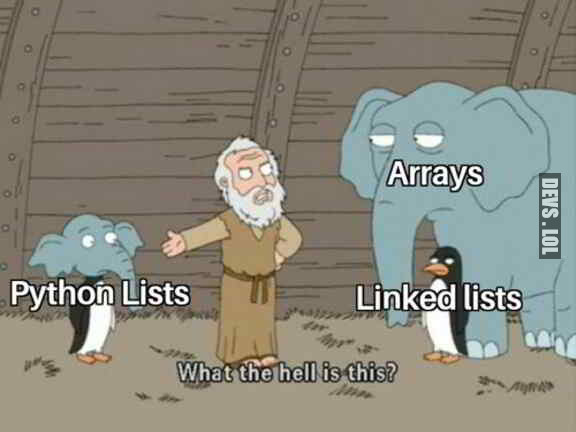 Arrays
DEVS.LOL
Python Lists
Linked lists
What the hell is this?